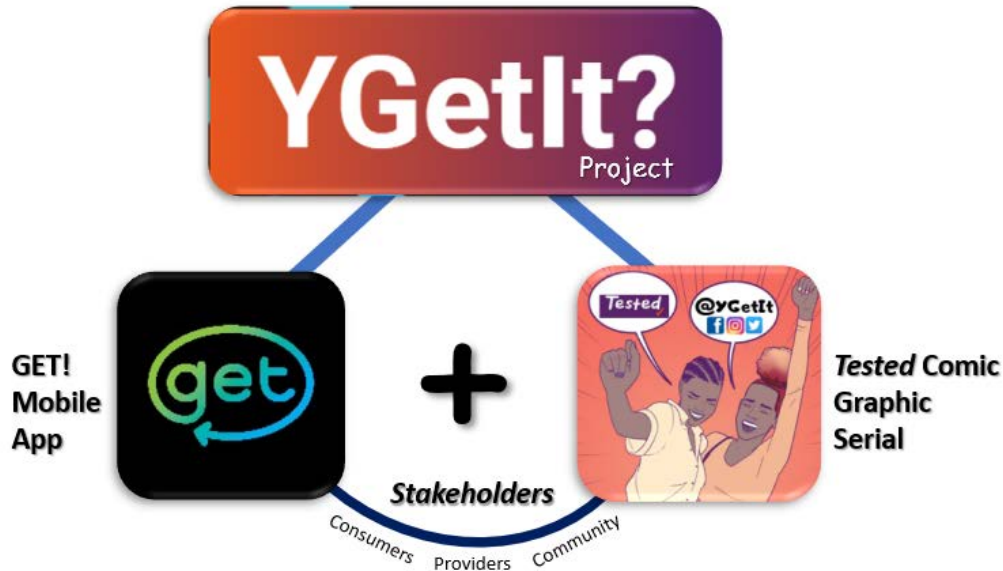 YGetIt?
Project
GET!
Mobile
App
get
Tested
@YGetIt
Tested Comic
Graphic
Serial
Stakeholders
Consumers
Providers
Community